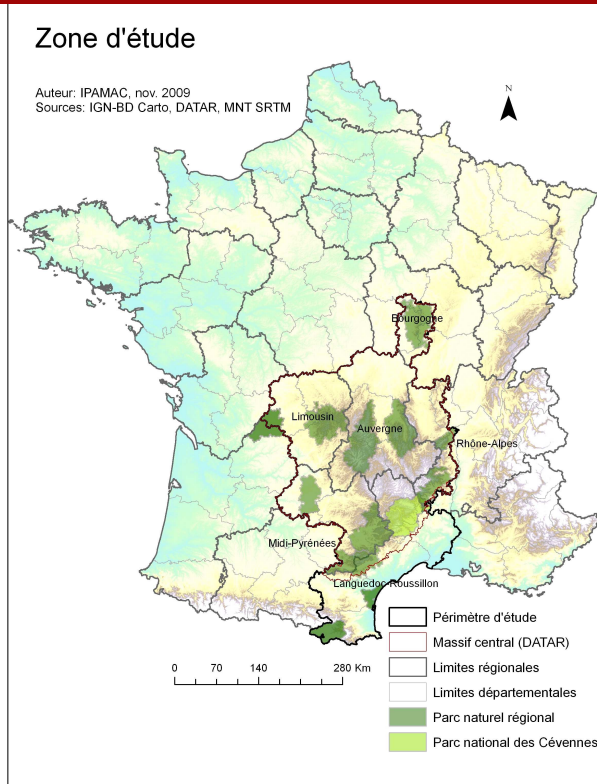 Zone d'étude
Auteur: IPAMAC, nov. 2009
Sources: IGN-BD Carto, DATAR, MNT SRTM
N
Bourgogne
Limousin
Auvergne
Rhône-Alpes
Midi-Pyrénées
Languedoc-Roussillon
Périmètre d'étude
Massif central (DATAR)
Limites régionales
Limites départementales
Parc naturel régional
Parc national des Cévennes
0 70 140 280 Km